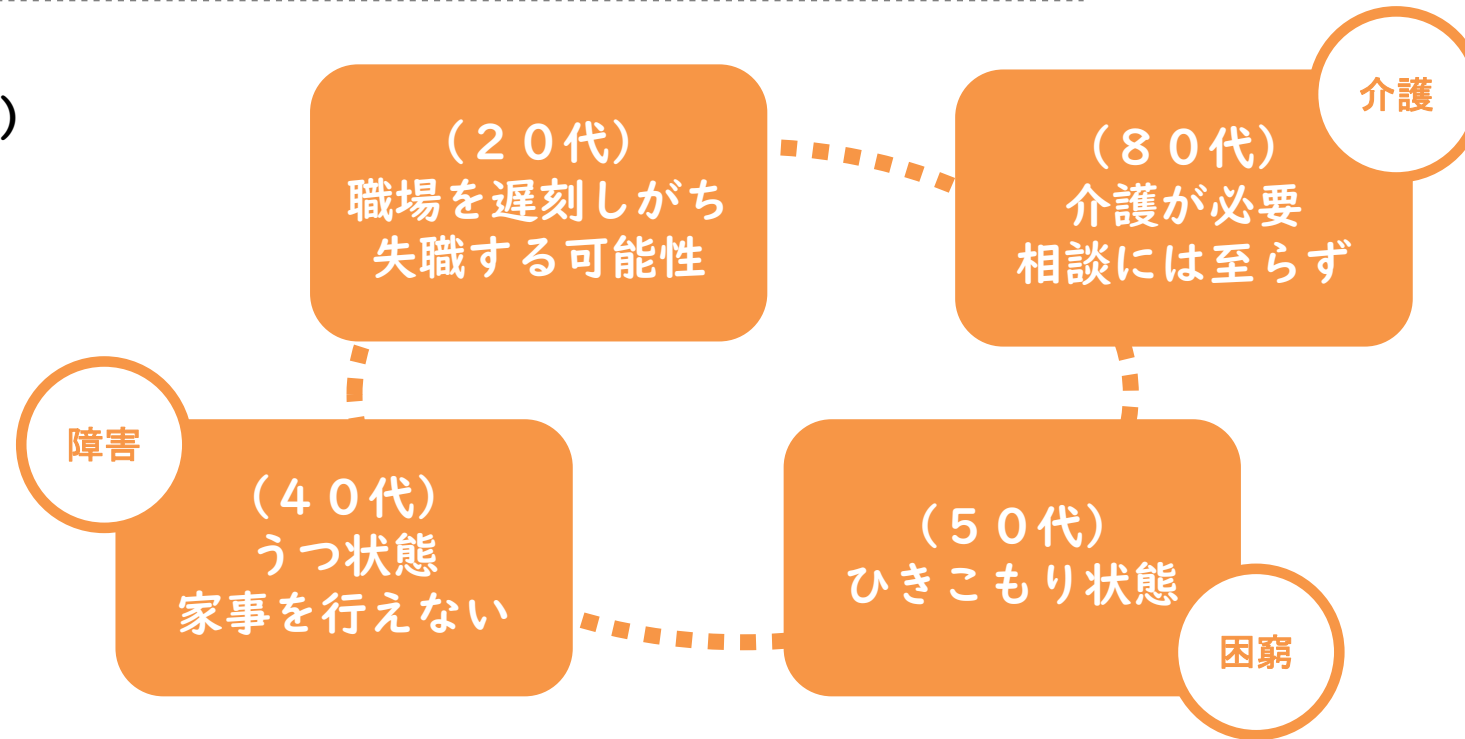 ）
（２０代）
職場を遅刻しがち
失職する可能性
介護
（８０代）
介護が必要
相談には至らず
障害
（４０代）
うつ状態
家事を行えない
（５０代）
ひきこもり状態
困窮